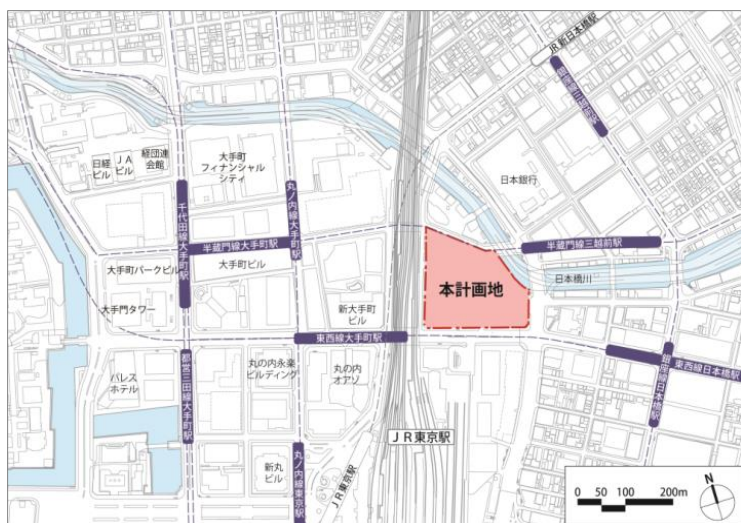 JR新日本橋駅
銀座線三越前駅
日経
ビル
JA
ビル
経団連
会館
大手町
フィナンシャル
シティ
日本銀行
千代田線大手町駅
丸ノ内線大手町駅
半蔵門線大手町駅
半蔵門線三越前駅
大手町パークビル
大手町ビル
日本橋川
本計画地
大手門タワー
新大手町
ビル
東西線大手町駅
東西線日本橋駅
銀座線日本橋駅
都営三田線大手町駅
パレス
ホテル
丸の内永楽
ビルディング
丸の内
オアゾ
JR東京駅
新丸
ビル
丸ノ内線東京駅
JR東京駅
N
0 50 100 200m